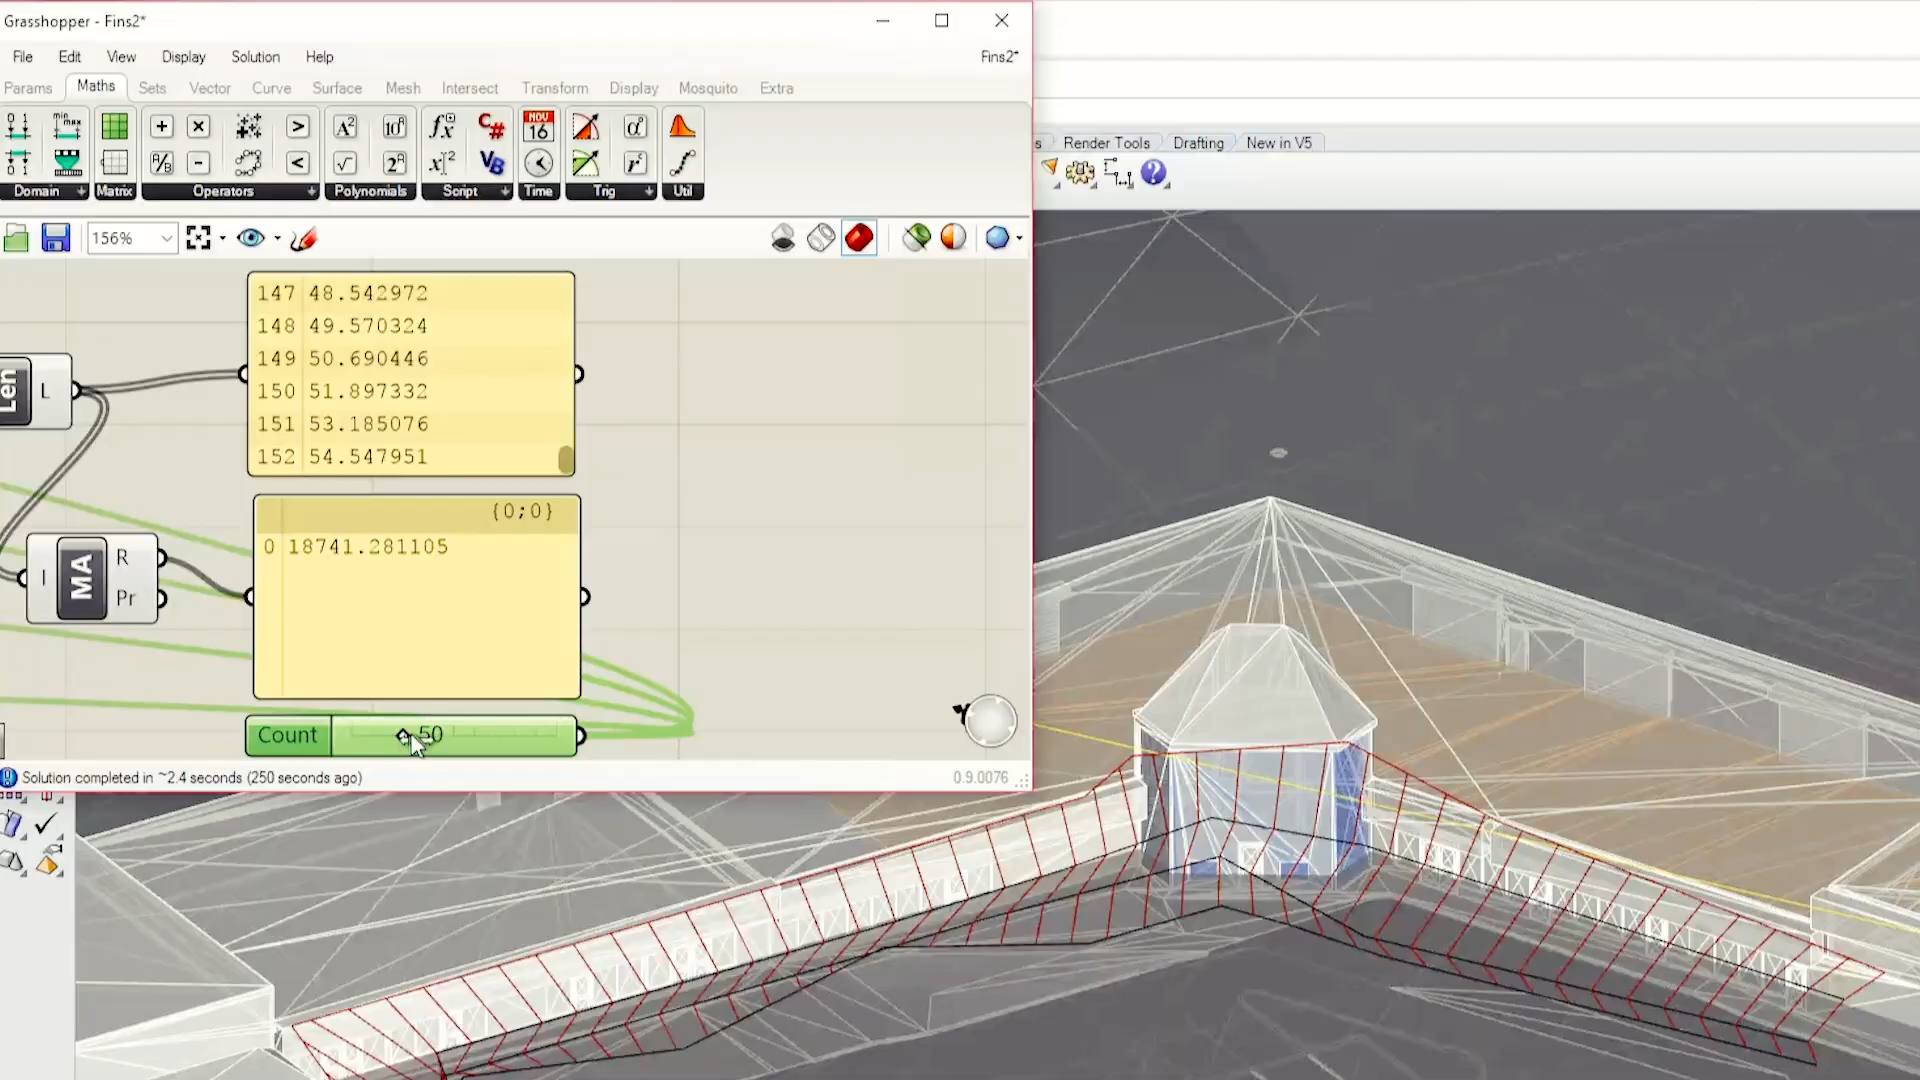 Grasshopper - Fins2*
File Edit View Display Solution Help Fins2*
Params Maths Sets Vector Curve Surface Mesh Intersect Transform Display Mosquito Extra
Domain Matrix Operators Polynomials Script Time Trig Util
156%
s Render Tools Drafting New in V5
147 48.542972
148 49.570324
149 50.690446
150 51.897332
151 53.185076
152 54.547951
Len L
{0;0}
0 18741.281105
I MA R
Pr
Count 50
Solution completed in ~2.4 seconds (250 seconds ago) 0.9.0076